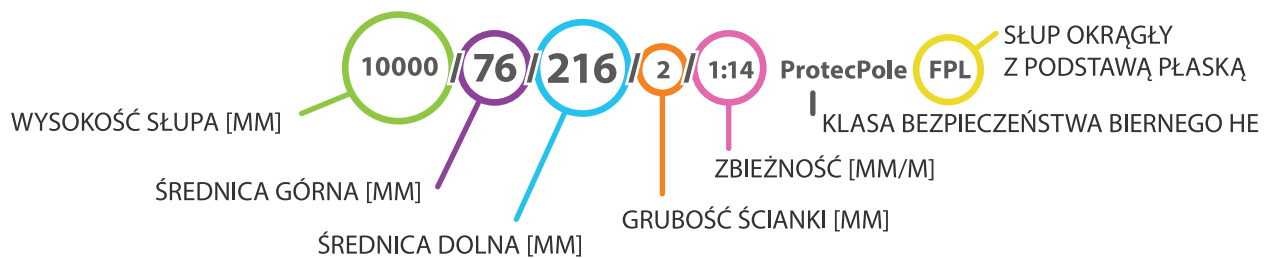 10000 / 76 / 216 / 2 / 1:14 ProtecPole FPL
SŁUP OKRĄGŁY
Z PODSTAWĄ PŁASKĄ
WYSOKOŚĆ SŁUPA [MM]
KLASA BEZPIECZEŃSTWA BIERNEGO HE
ZBIEŻNOŚĆ [MM/M]
ŚREDNICA GÓRNA [MM]
GRUBOŚĆ ŚCIANKI [MM]
ŚREDNICA DOLNA [MM]